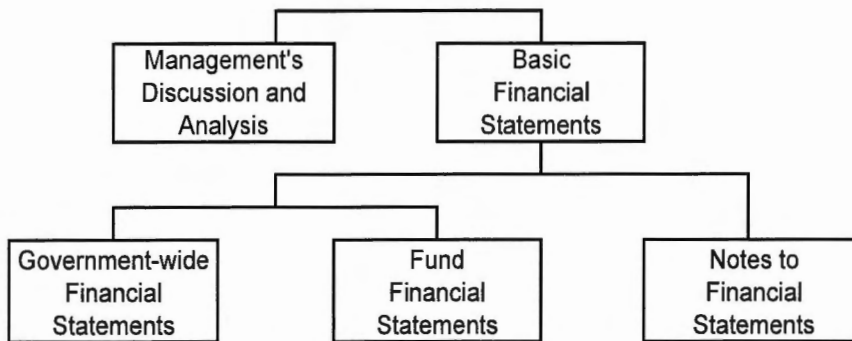 Management's
Discussion and
Analysis
Basic
Financial
Statements
Government-wide
Financial
Statements
Fund
Financial
Statements
Notes to
Financial
Statements